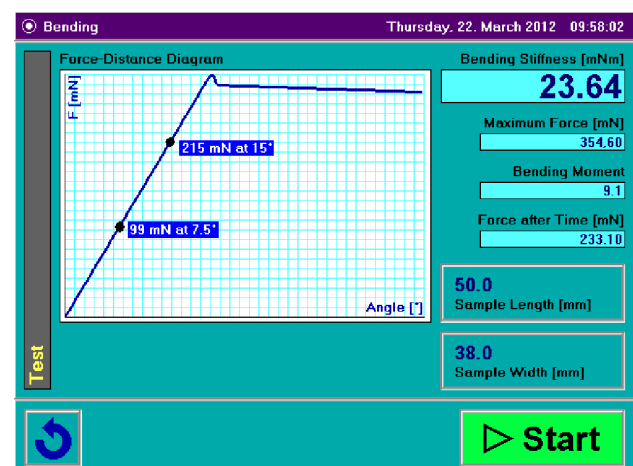 Bending
Thursday, 22. March 2012 09:58:02
Force-Distance Diagram
F [mN]
215 mN at 15°
99 mN at 7.5°
Angle [°]
Bending Stiffness [mNm]
23.64
Maximum Force [mN]
354.60
Bending Moment
9.1
Force after Time [mN]
233.10
50.0
Sample Length [mm]
38.0
Sample Width [mm]
Test
Start